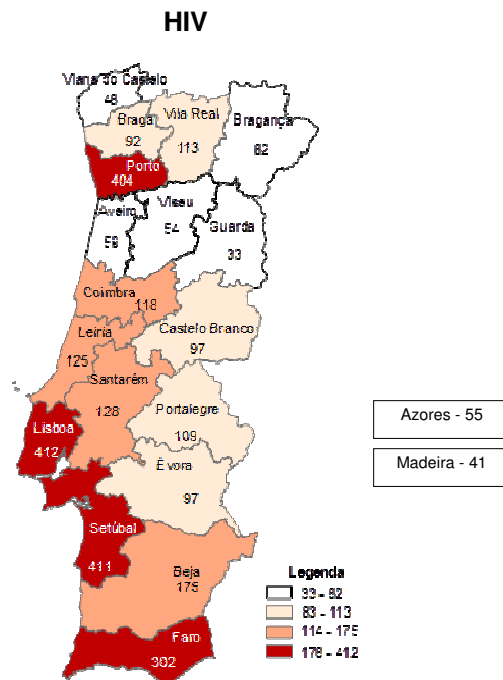 HIV
Viana do Castelo
48
Braga
92
Vila Real
113
Bragança
82
Porto
404
Aveiro
Viseu
54
Guarda
33
Coimbra
118
Leiria
125
Castelo Branco
97
Santarém
128
Lisboa
412
Portalegre
109
Azores - 55
Madeira - 41
Évora
97
Setúbal
411
Beja
175
Faro
302
Legenda
33 - 82
83 - 113
114 - 175
176 - 412